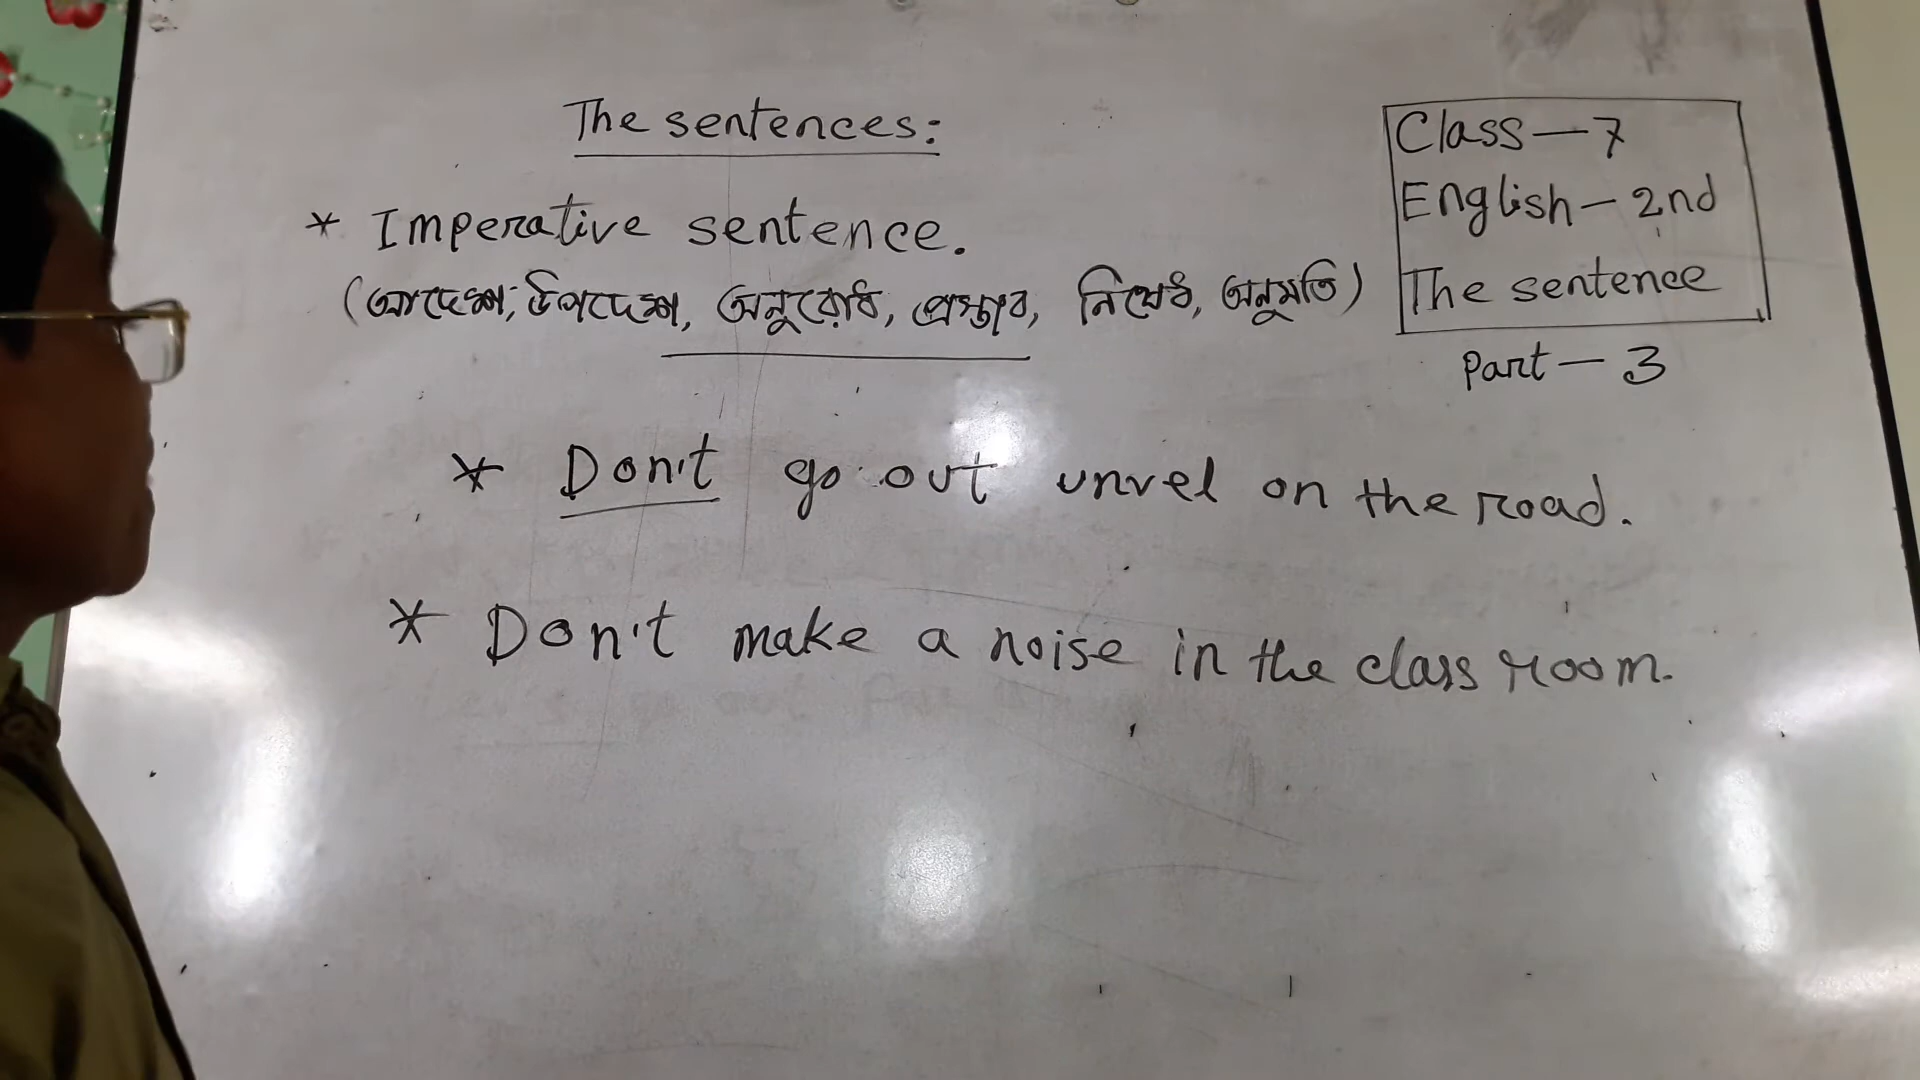 The sentences:
* Imperative sentence.
(আদেশ, উপদেশ, অনুরোধ, প্রস্তাব, নিষেধ, অনুমতি)
Class — 7
English — 2nd
The sentence
Part — 3
* Don't go out unvel on the road.
* Don't make a noise in the class room.